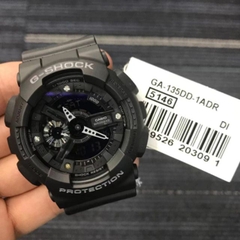 G-SHOCK
PROTECTION
GA-135DD-1ADR
5146
DI
9526 20309 1